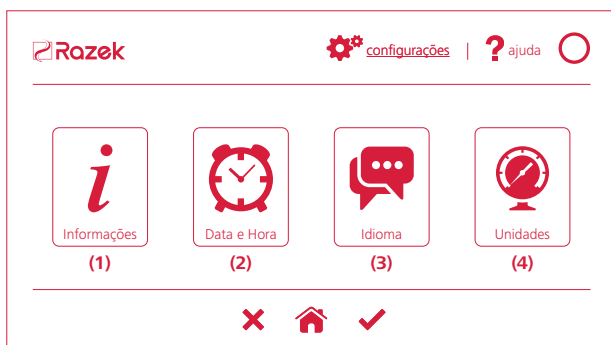 Razek configurações | ? ajuda
Informações Data e Hora Idioma Unidades
(1) (2) (3) (4)